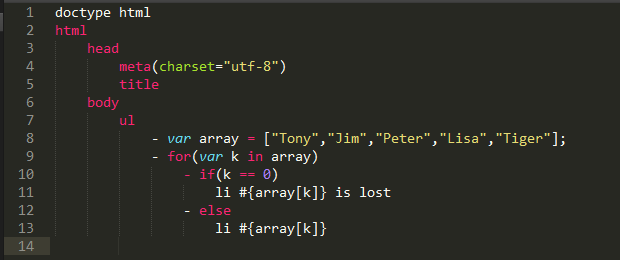 1 doctype html
2 html
3 head
4 meta(charset="utf-8")
5 title
6 body
7 ul
8 - var array = ["Tony","Jim","Peter","Lisa","Tiger"];
9 - for(var k in array)
10 - if(k == 0)
11 li #{array[k]} is lost
12 - else
13 li #{array[k]}
14